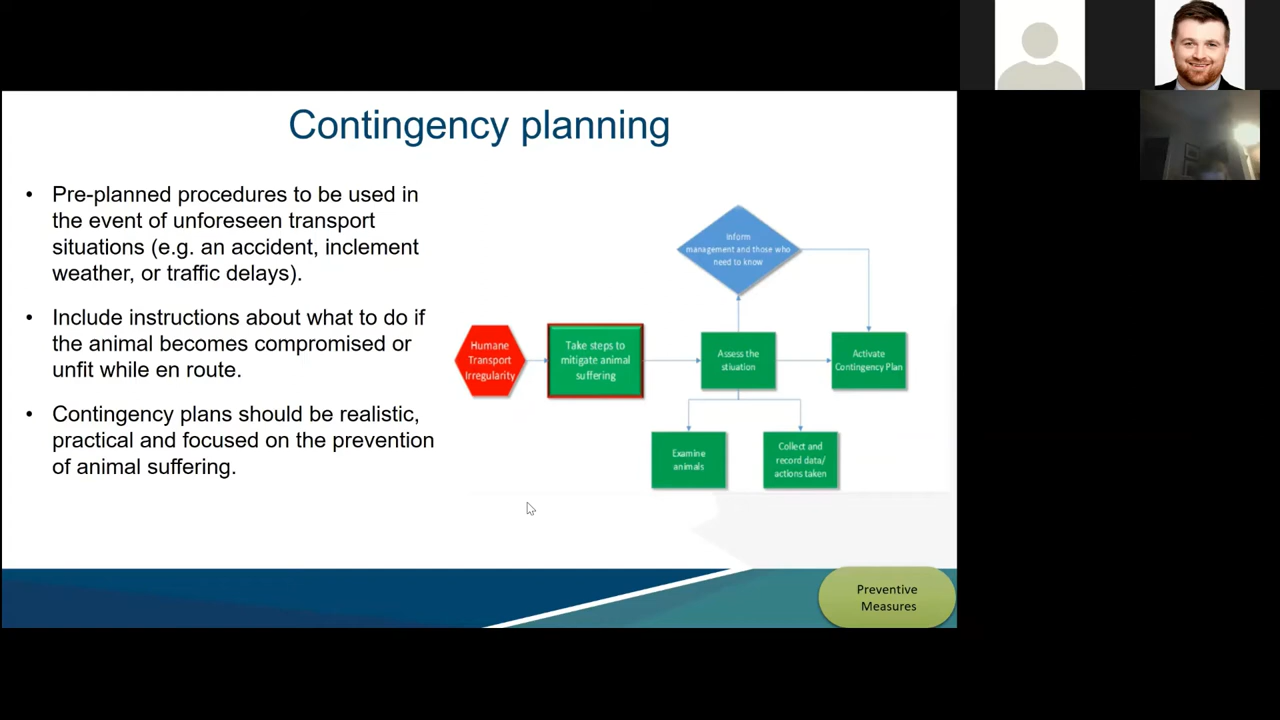 Contingency planning
• Pre-planned procedures to be used in
the event of unforeseen transport
situations (e.g. an accident, inclement
weather, or traffic delays).
• Include instructions about what to do if
the animal becomes compromised or
unfit while en route.
• Contingency plans should be realistic,
practical and focused on the prevention
of animal suffering.
Inform
management and those who
need to know
Humane
Transport
Irregularity
Take steps to
mitigate animal
suffering
Assess the
stiuation
Activate
Contingency Plan
Examine
animals
Collect and
record data/
actions taken
Preventive
Measures